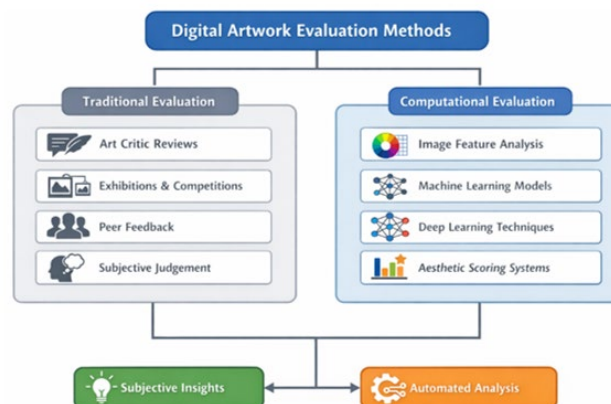 Digital Artwork Evaluation Methods
Traditional Evaluation
Art Critic Reviews
Exhibitions & Competitions
Peer Feedback
Subjective Judgement
Computational Evaluation
Image Feature Analysis
Machine Learning Models
Deep Learning Techniques
Aesthetic Scoring Systems
Subjective Insights
Automated Analysis